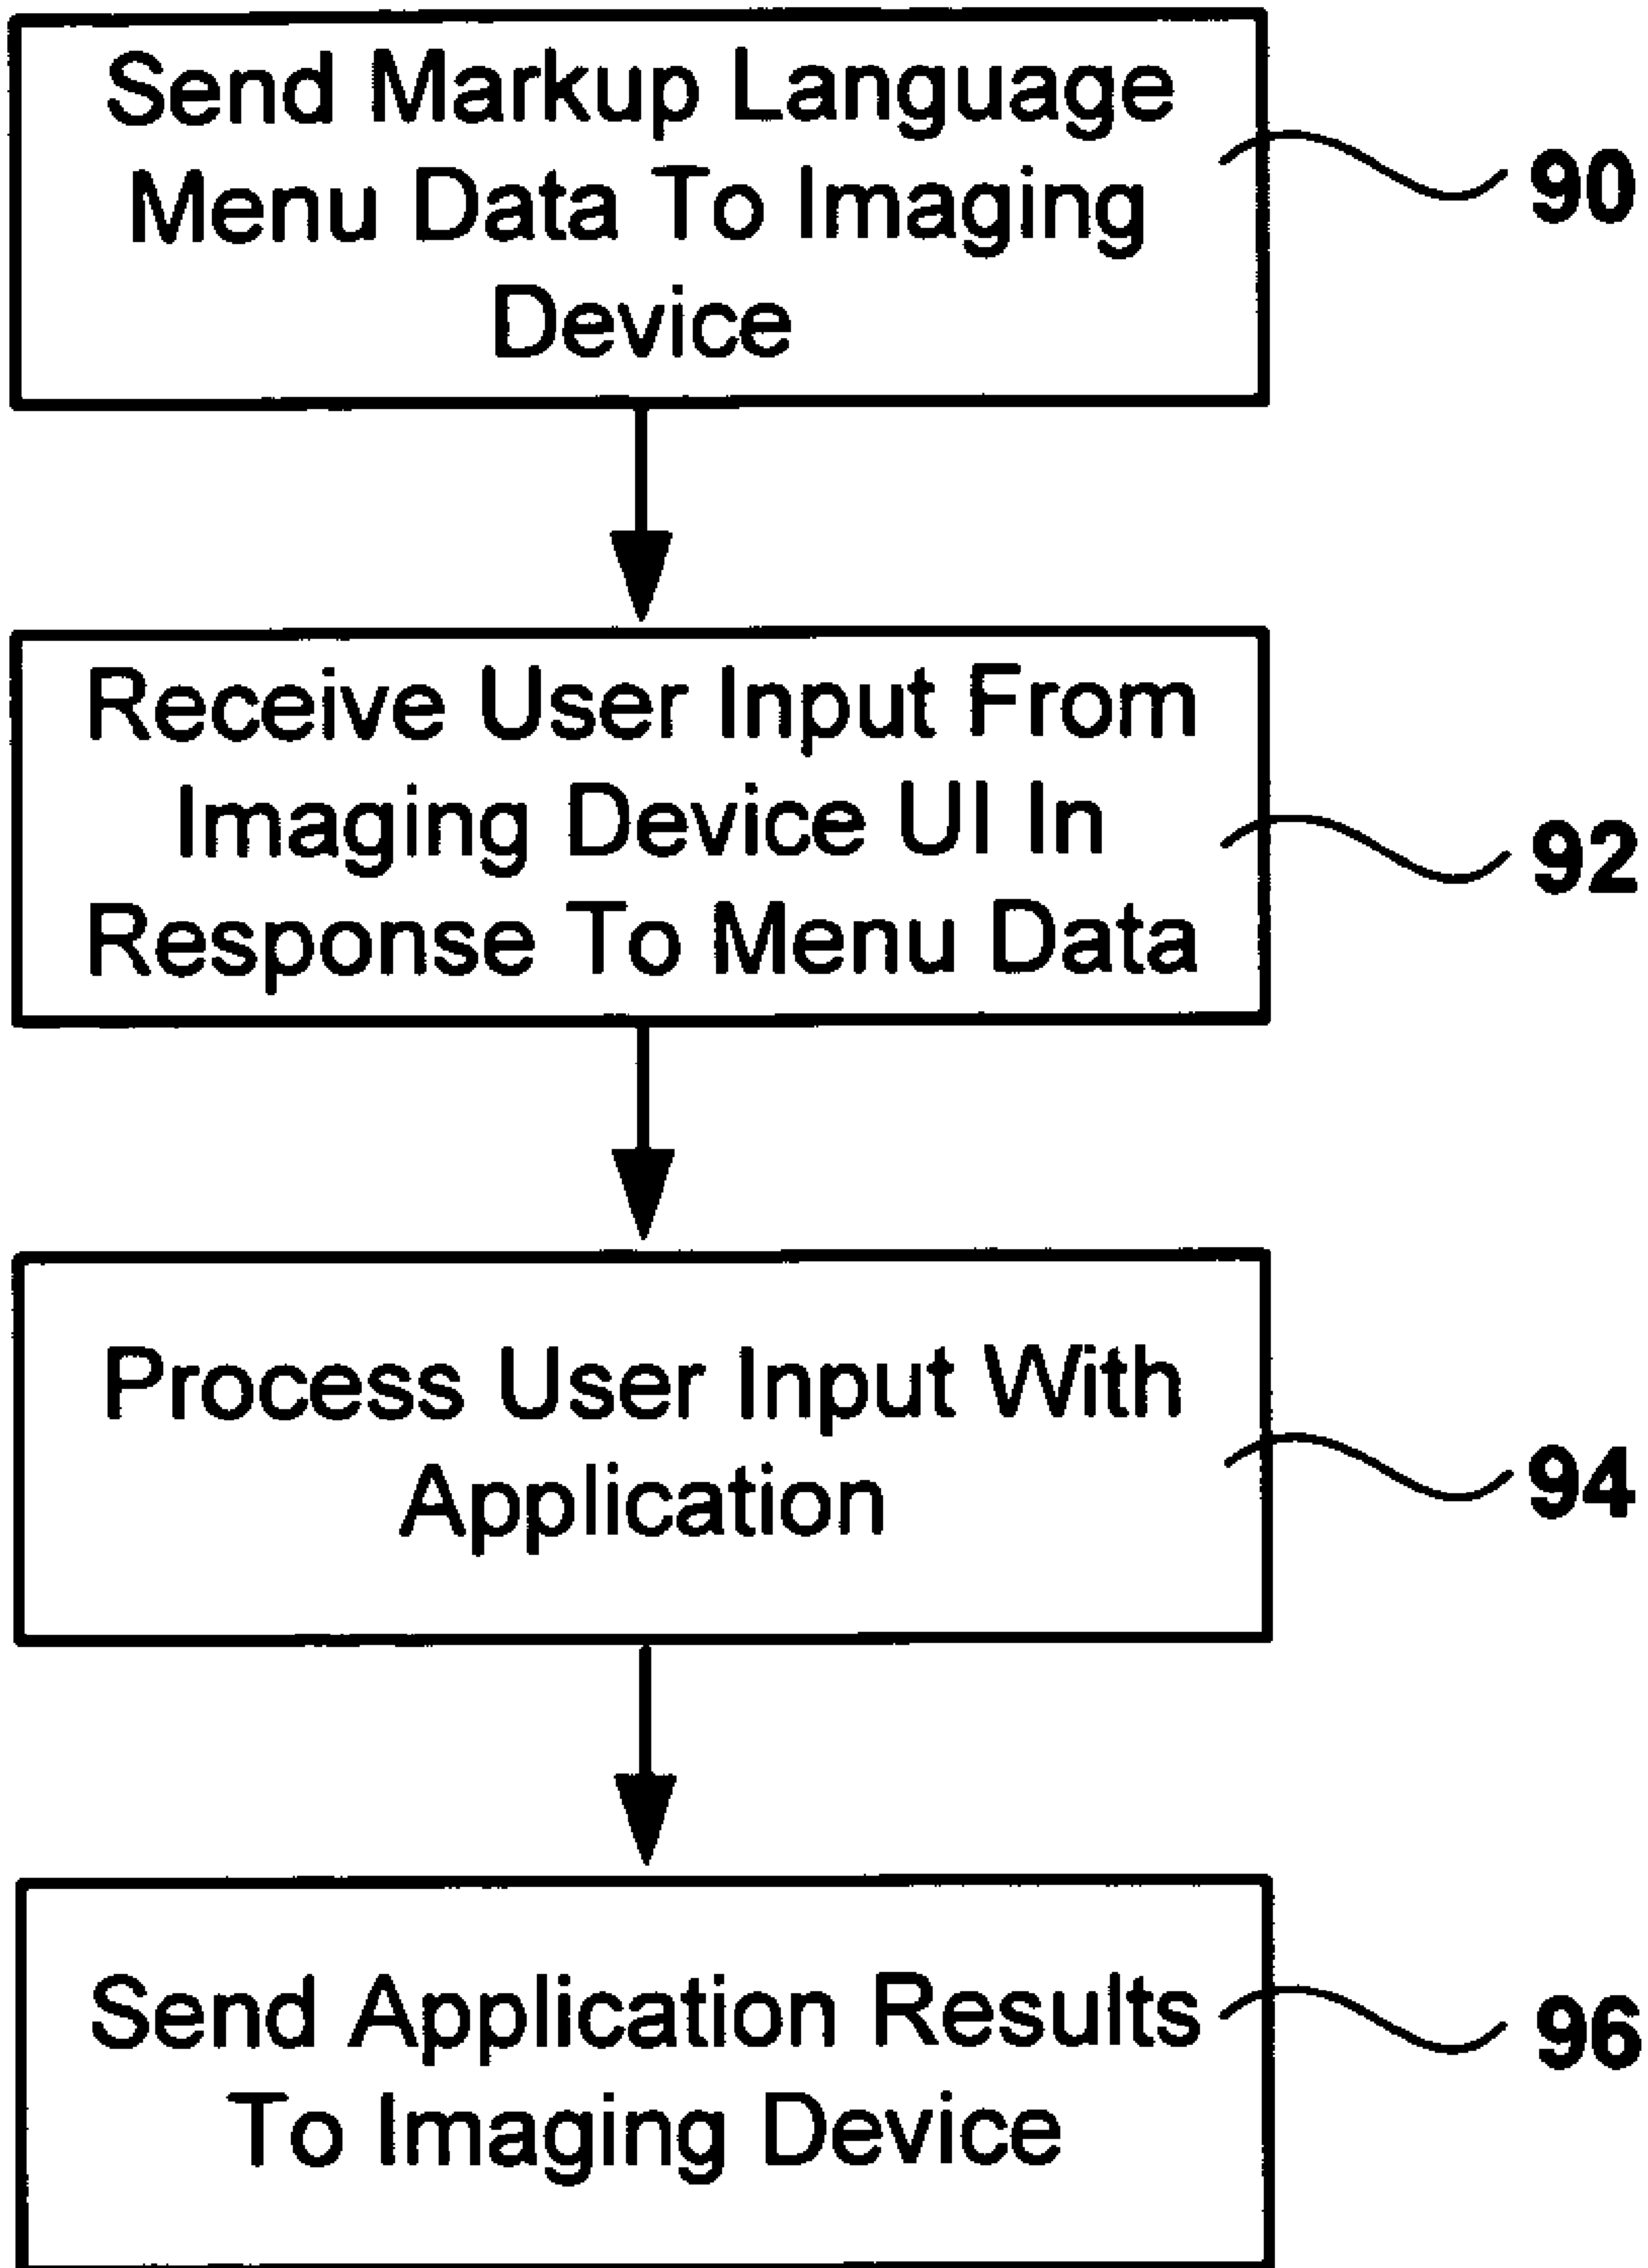 Send Markup Language
Menu Data To Imaging
Device
90
Receive User Input From
Imaging Device UI In
Response To Menu Data
92
Process User Input With
Application
94
Send Application Results
To Imaging Device
96